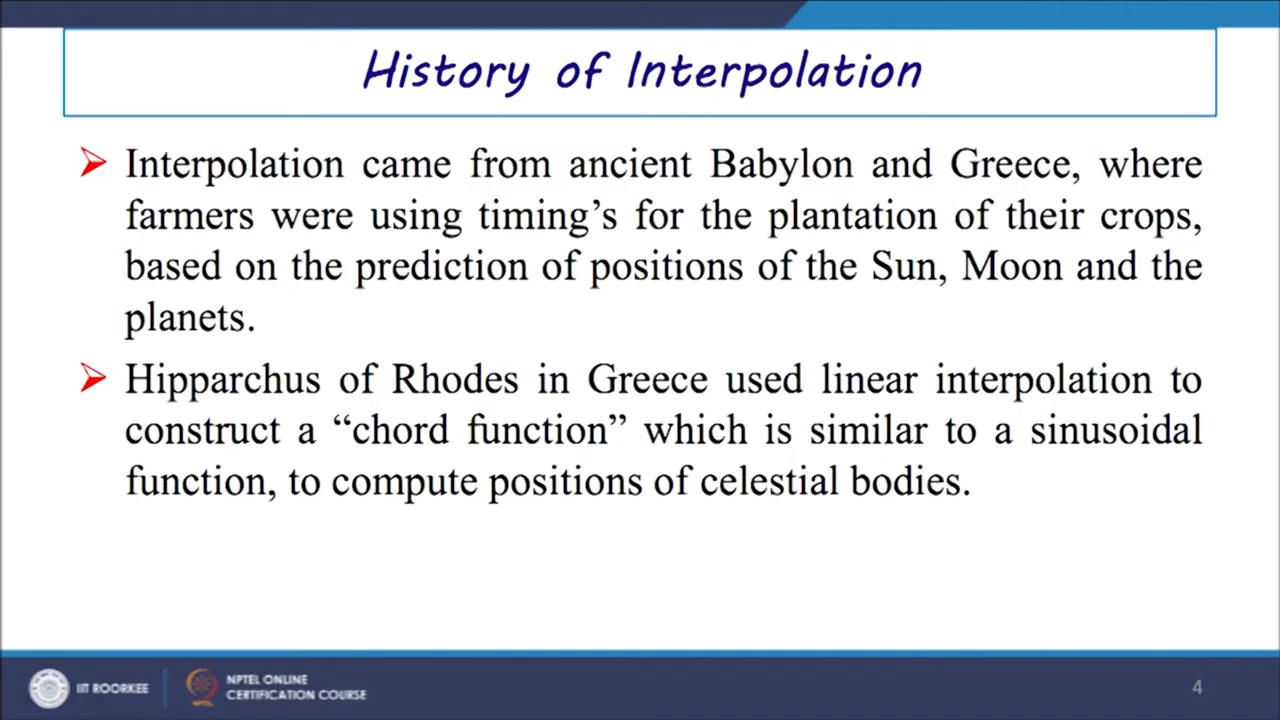 History of Interpolation
➢ Interpolation came from ancient Babylon and Greece, where
farmers were using timing’s for the plantation of their crops,
based on the prediction of positions of the Sun, Moon and the
planets.
➢ Hipparchus of Rhodes in Greece used linear interpolation to
construct a “chord function” which is similar to a sinusoidal
function, to compute positions of celestial bodies.
IIT ROORKEE
NPTEL ONLINE
CERTIFICATION COURSE
4